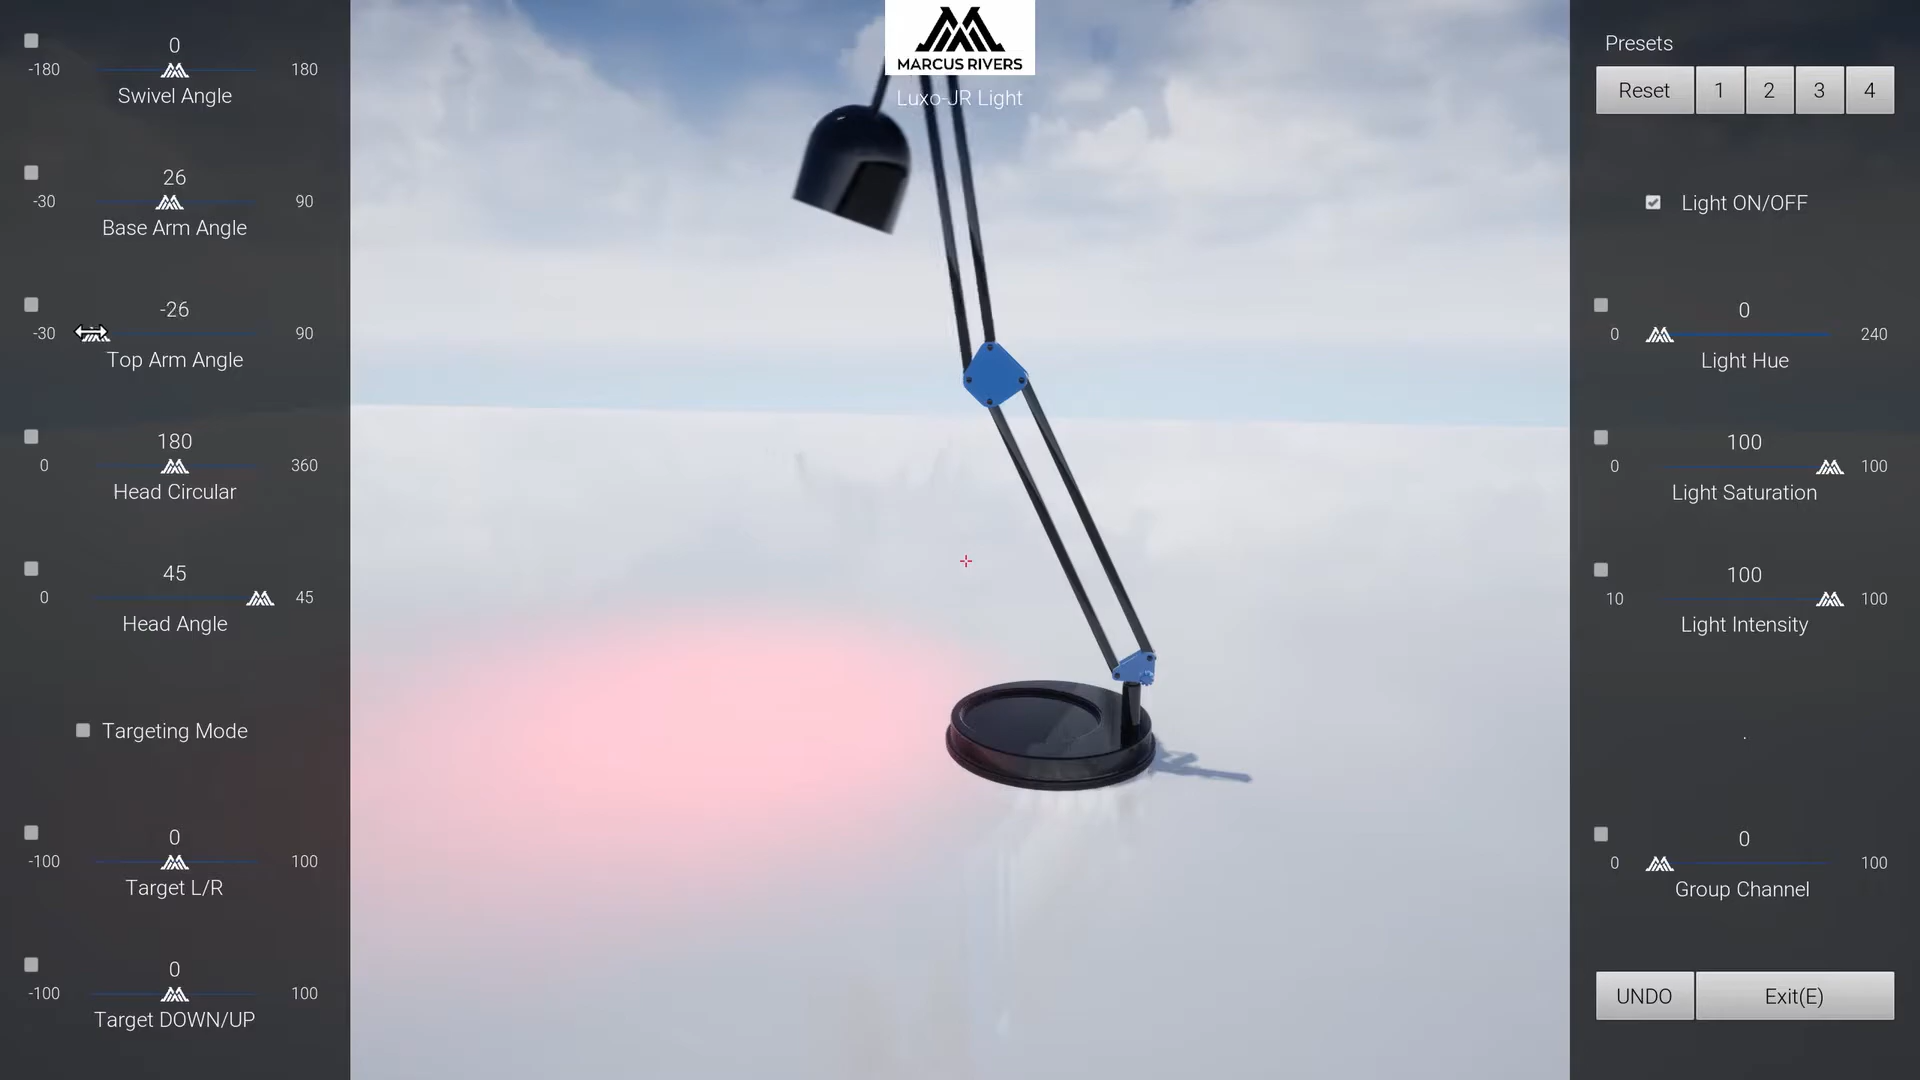 0
-180
180
Swivel Angle
26
-30
90
Base Arm Angle
-26
-30
90
Top Arm Angle
180
0
360
Head Circular
45
0
45
Head Angle
Targeting Mode
0
-100
100
Target L/R
0
-100
100
Target DOWN/UP
MARCUS RIVERS
Luxo-JR Light
Presets
Reset 1 2 3 4
Light ON/OFF
0
0
240
Light Hue
100
0
100
Light Saturation
100
10
100
Light Intensity
.
0
0
100
Group Channel
UNDO Exit(E)